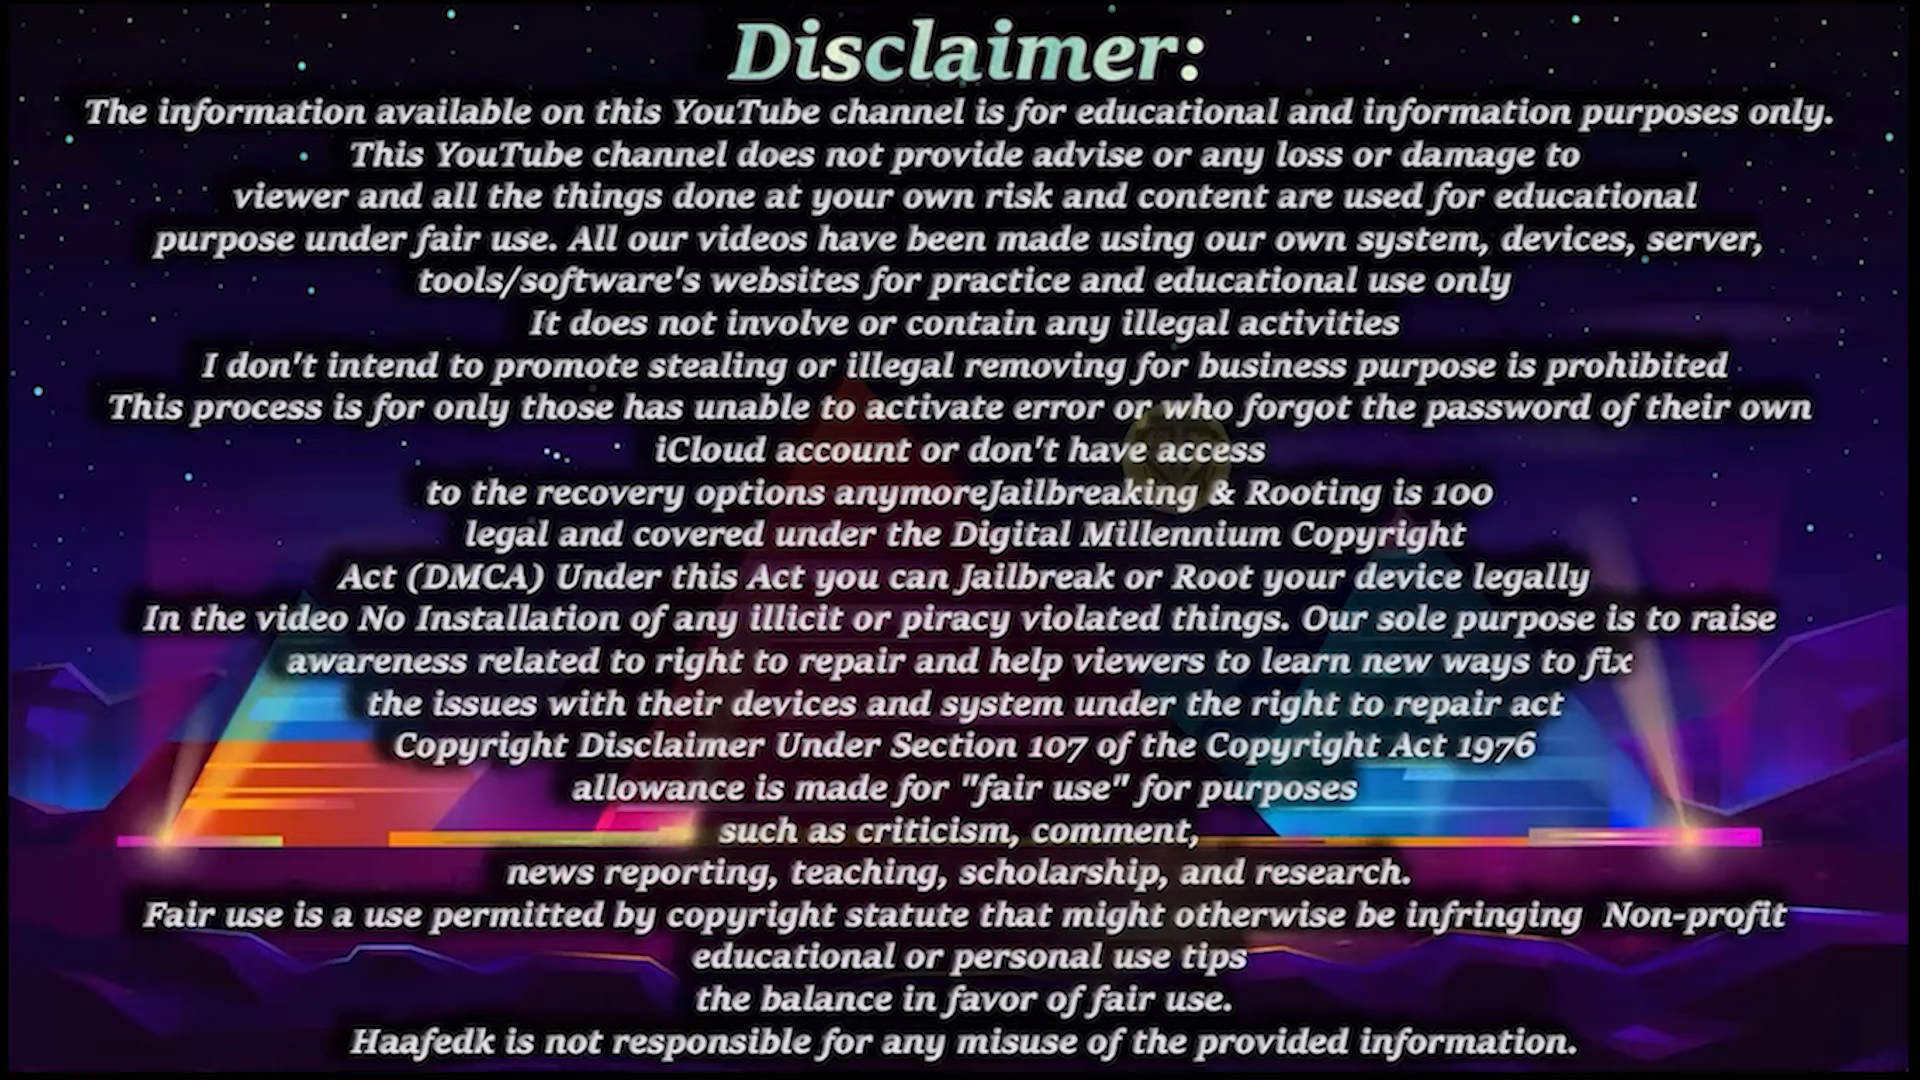 Disclaimer:
The information available on this YouTube channel is for educational and information purposes only.
This YouTube channel does not provide advise or any loss or damage to
viewer and all the things done at your own risk and content are used for educational
purpose under fair use. All our videos have been made using our own system, devices, server,
tools/software's websites for practice and educational use only
It does not involve or contain any illegal activities
I don't intend to promote stealing or illegal removing for business purpose is prohibited
This process is for only those has unable to activate error or who forgot the password of their own
iCloud account or don't have access
to the recovery options anymoreJailbreaking & Rooting is 100
legal and covered under the Digital Millennium Copyright
Act (DMCA) Under this Act you can Jailbreak or Root your device legally
In the video No Installation of any illicit or piracy violated things. Our sole purpose is to raise
awareness related to right to repair and help viewers to learn new ways to fix
the issues with their devices and system under the right to repair act
Copyright Disclaimer Under Section 107 of the Copyright Act 1976
allowance is made for "fair use" for purposes
such as criticism, comment,
news reporting, teaching, scholarship, and research.
Fair use is a use permitted by copyright statute that might otherwise be infringing  Non-profit
educational or personal use tips
the balance in favor of fair use.
Haafedk is not responsible for any misuse of the provided information.